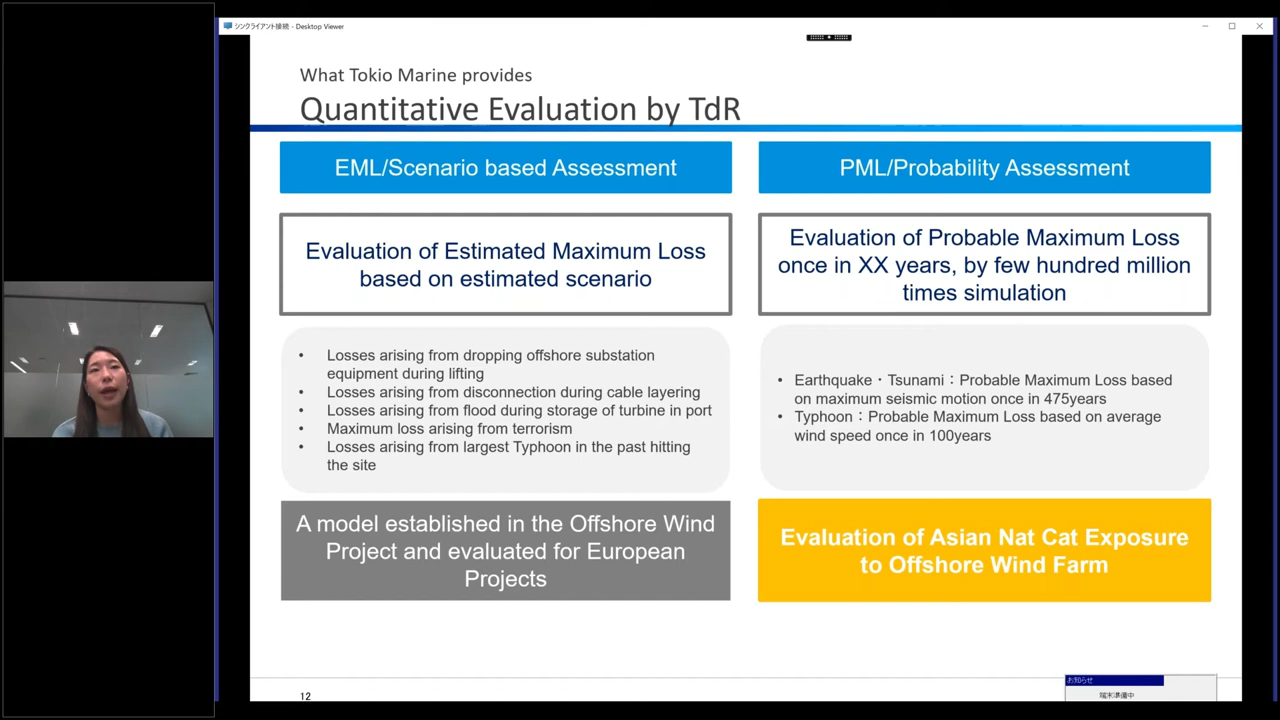 シンクライアント接続 - Desktop Viewer
What Tokio Marine provides
Quantitative Evaluation by TdR
EML/Scenario based Assessment
Evaluation of Estimated Maximum Loss
based on estimated scenario
• Losses arising from dropping offshore substation
equipment during lifting
• Losses arising from disconnection during cable layering
• Losses arising from flood during storage of turbine in port
• Maximum loss arising from terrorism
• Losses arising from largest Typhoon in the past hitting
the site
A model established in the Offshore Wind
Project and evaluated for European
Projects
PML/Probability Assessment
Evaluation of Probable Maximum Loss
once in XX years, by few hundred million
times simulation
• Earthquake・Tsunami：Probable Maximum Loss based
on maximum seismic motion once in 475years
• Typhoon：Probable Maximum Loss based on average
wind speed once in 100years
Evaluation of Asian Nat Cat Exposure
to Offshore Wind Farm
12
お知らせ
端末準備中